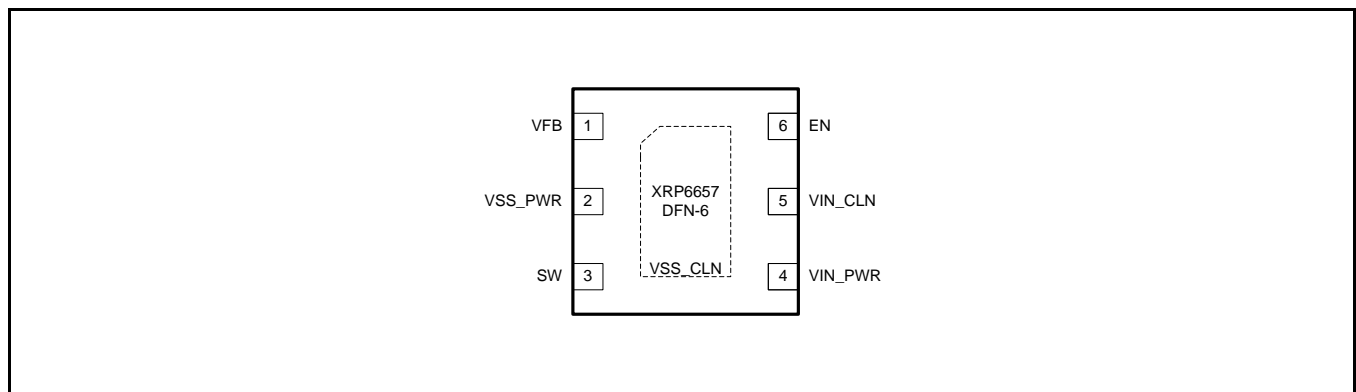 VFB 1
6 EN
XRP6657
DFN-6
VSS_PWR 2
5 VIN_CLN
SW 3
VSS_CLN
4 VIN_PWR